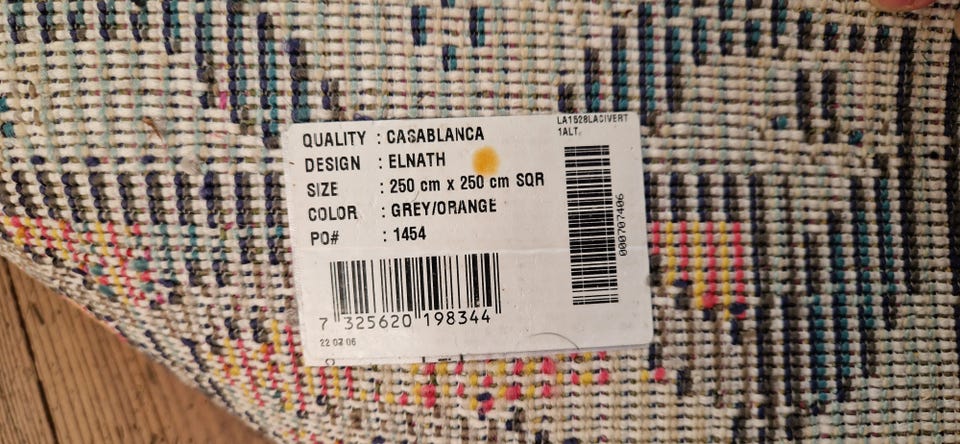 QUALITY : CASABLANCA
DESIGN : ELNATH
SIZE : 250 cm x 250 cm SQR
COLOR : GREY/ORANGE
PO# : 1454
7 325620 198344
22 02 06
LA1528LACIVERT
1ALT.
000707406